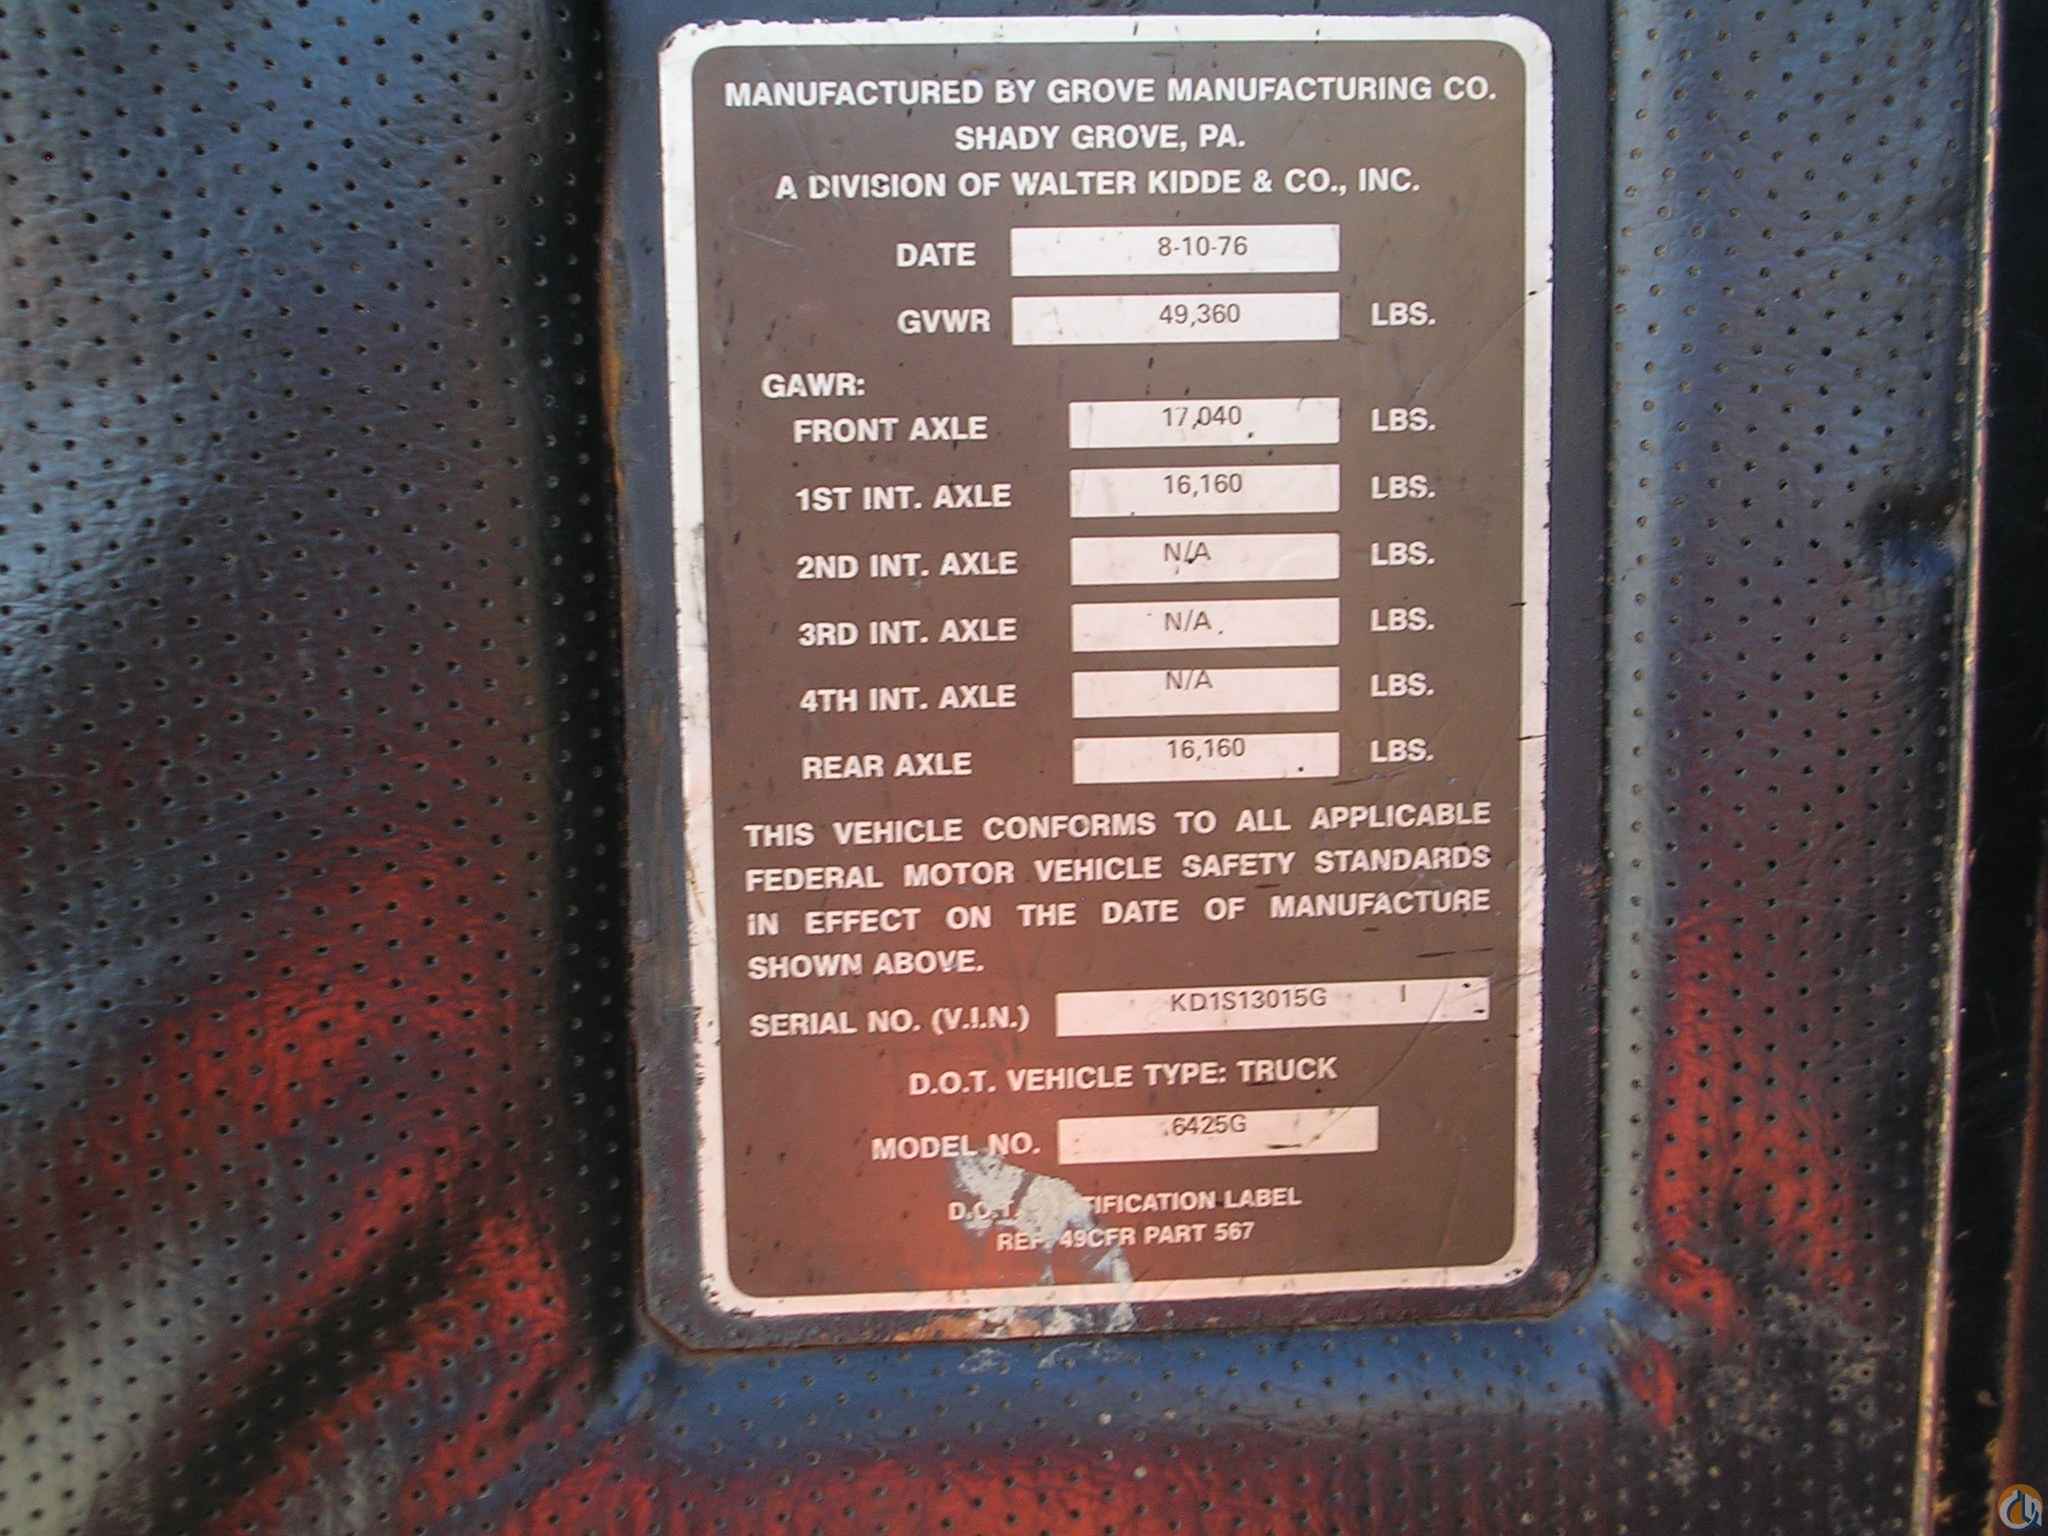 MANUFACTURED BY GROVE MANUFACTURING CO.
SHADY GROVE, PA.
A DIVISION OF WALTER KIDDE & CO., INC.
DATE 8-10-76
GVWR 49,360 LBS.
GAWR:
FRONT AXLE 17,040 LBS.
1ST INT. AXLE 16,160 LBS.
2ND INT. AXLE N/A LBS.
3RD INT. AXLE N/A LBS.
4TH INT. AXLE N/A LBS.
REAR AXLE 16,160 LBS.
THIS VEHICLE CONFORMS TO ALL APPLICABLE
FEDERAL MOTOR VEHICLE SAFETY STANDARDS
IN EFFECT ON THE DATE OF MANUFACTURE
SHOWN ABOVE.
SERIAL NO. (V.I.N.) KD1S13015G I
D.O.T. VEHICLE TYPE: TRUCK
MODEL NO. 6425G
D.O.T. LABEL
REF. 49CFR PART 567